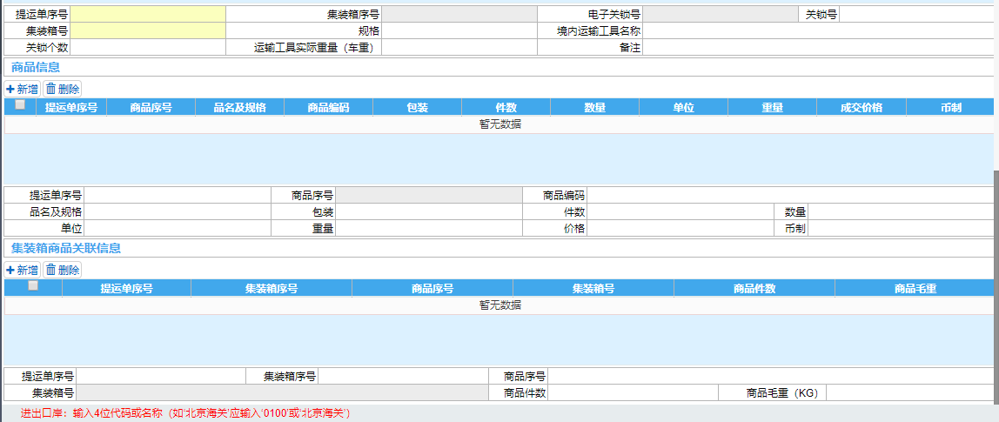 提运单序号 集装箱序号 电子关锁号 关锁号
集装箱号 规格 境内运输工具名称
关锁个数 运输工具实际重量（车重） 备注
商品信息
新增 删除
提运单序号 商品序号 品名及规格 商品编码 包装 件数 数量 单位 重量 成交价格 币制
暂无数据
提运单序号 商品序号 商品编码
品名及规格 包装 件数 数量
单位 重量 价格 币制
集装箱商品关联信息
新增 删除
提运单序号 集装箱序号 商品序号 集装箱号 商品件数 商品毛重
暂无数据
提运单序号 集装箱序号 商品序号
集装箱号 商品件数 商品毛重（KG）
进出口岸：输入4位代码或名称（如'北京海关'应输入'0100'或'北京海关'）